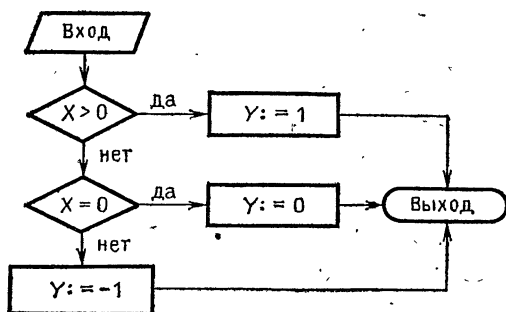 Вход
X>0
да
Y:=1
нет
X=0
да
Y:=0
Выход
нет
Y:=-1